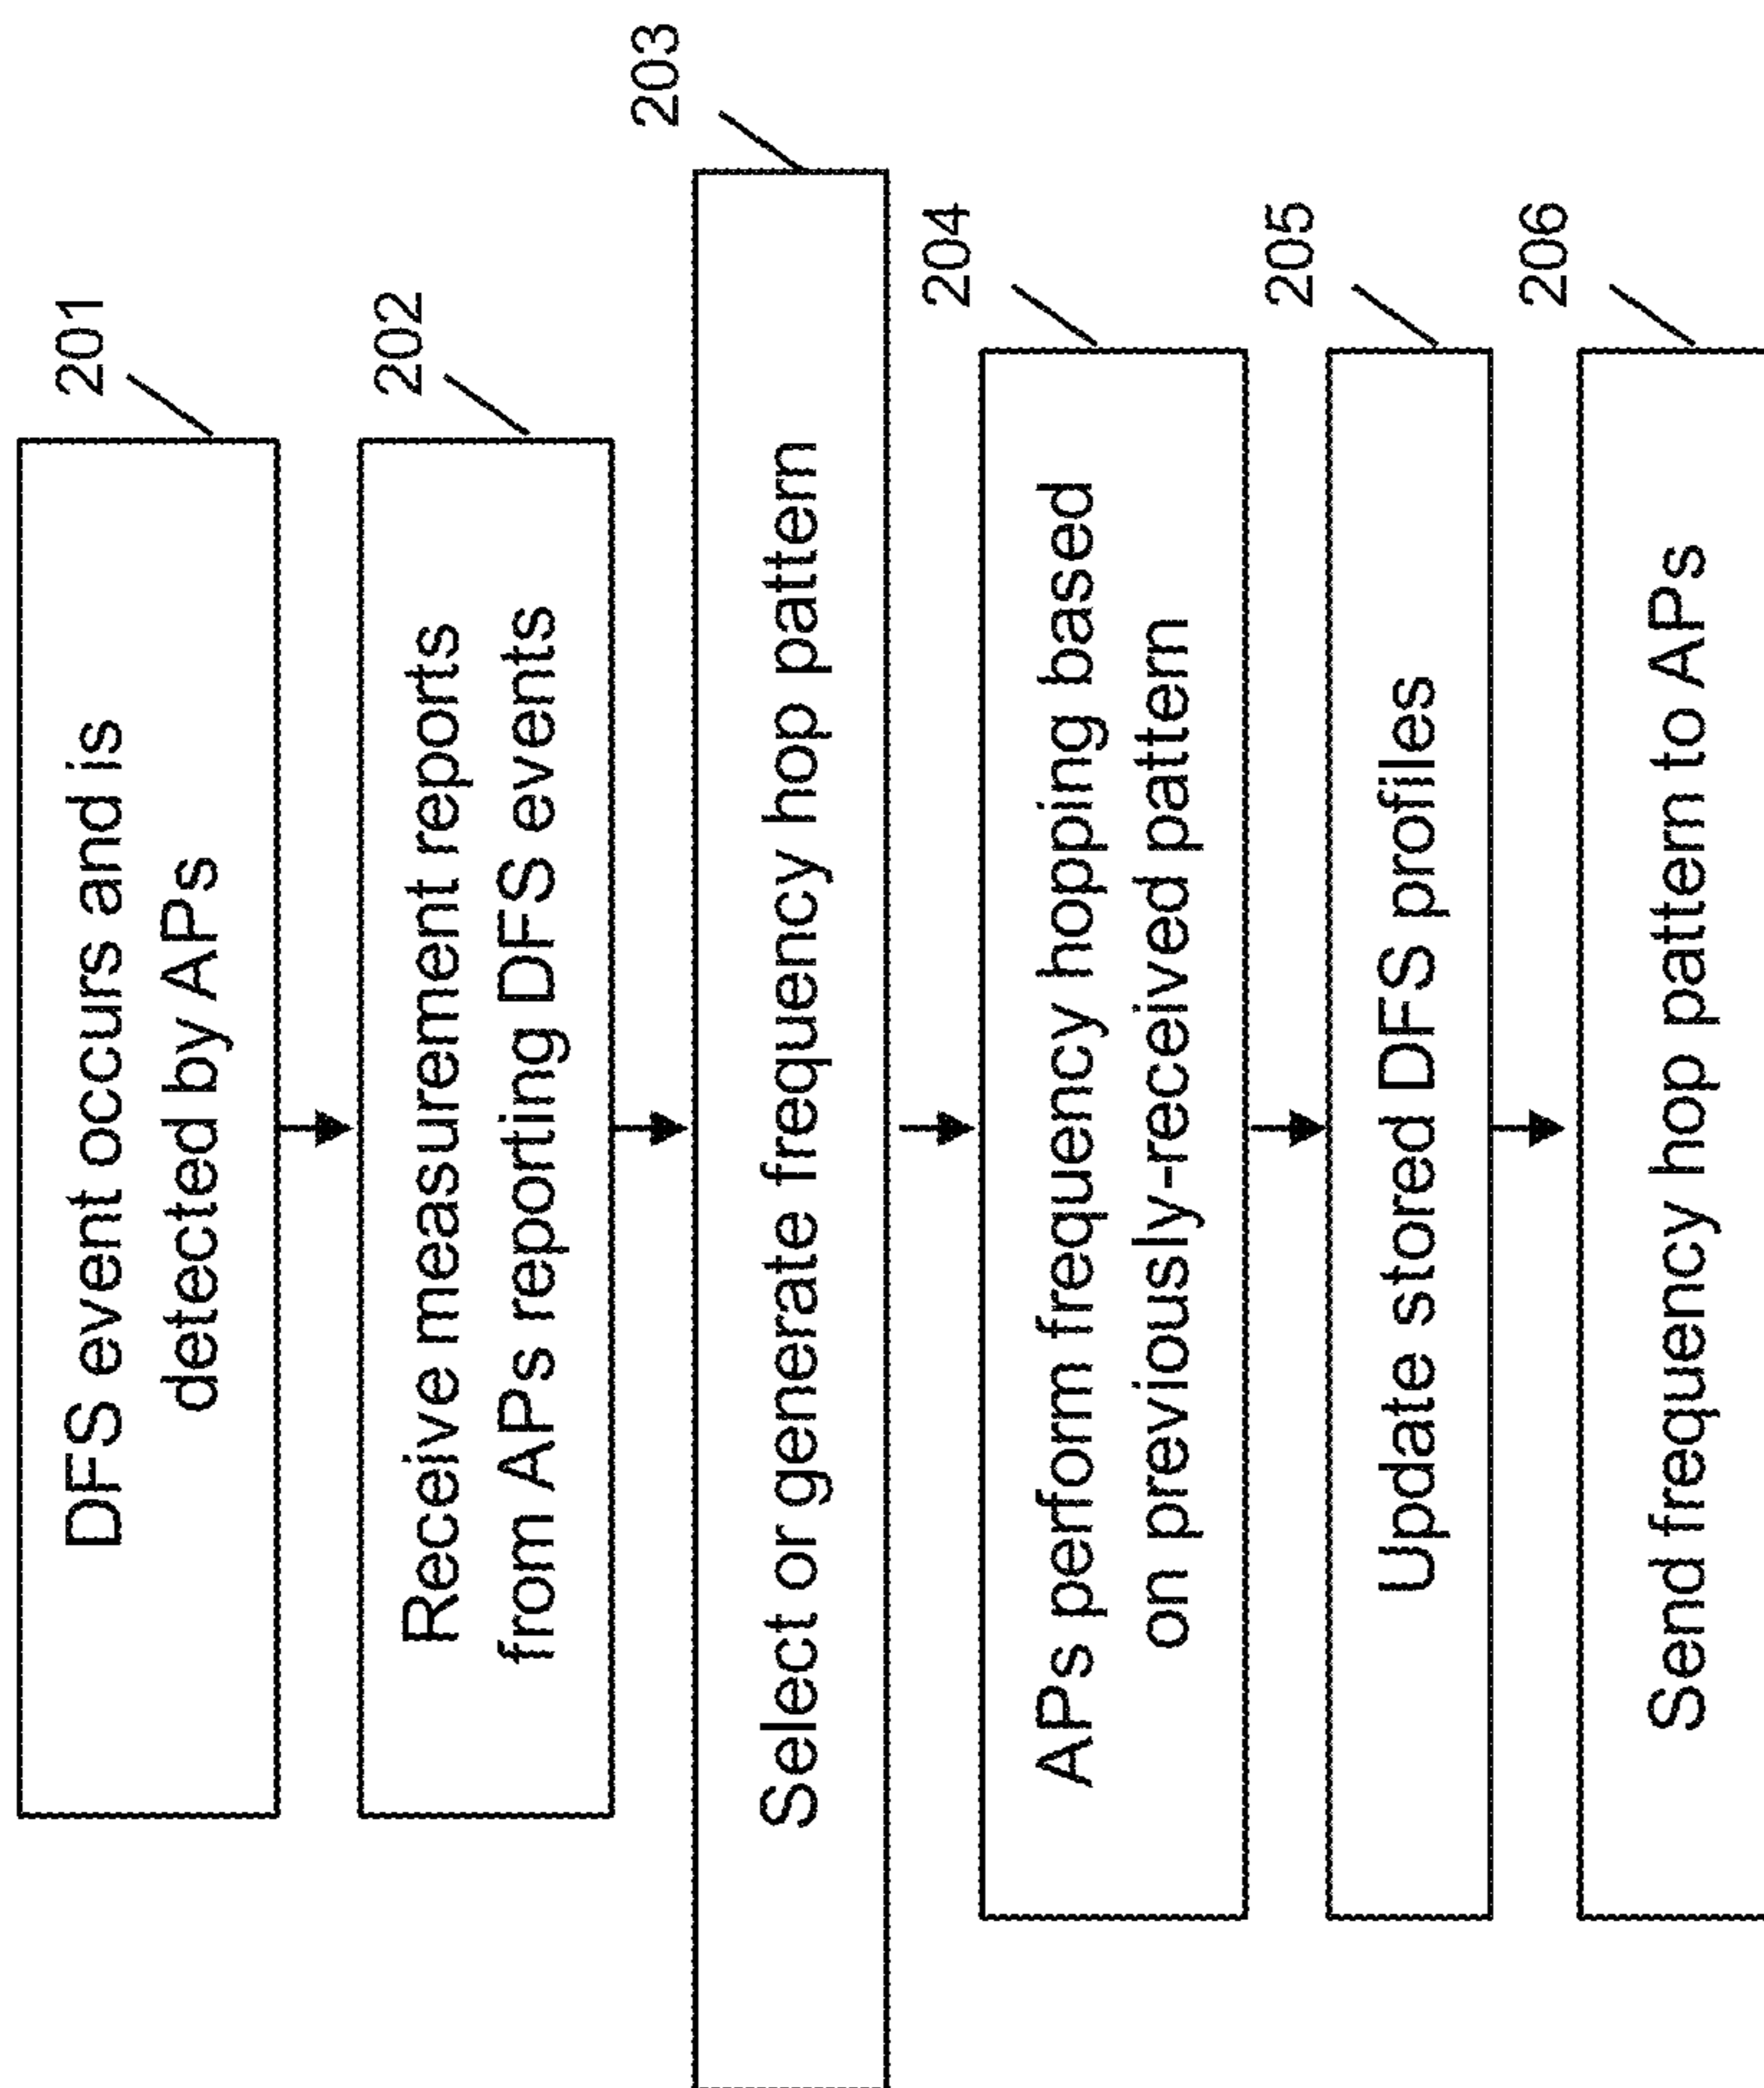 201
DFS event occurs and is
detected by APs
202
Receive measurement reports
from APs reporting DFS events
203
Select or generate frequency hop pattern
204
APs perform frequency hopping based
on previously-received pattern
205
Update stored DFS profiles
206
Send frequency hop pattern to APs